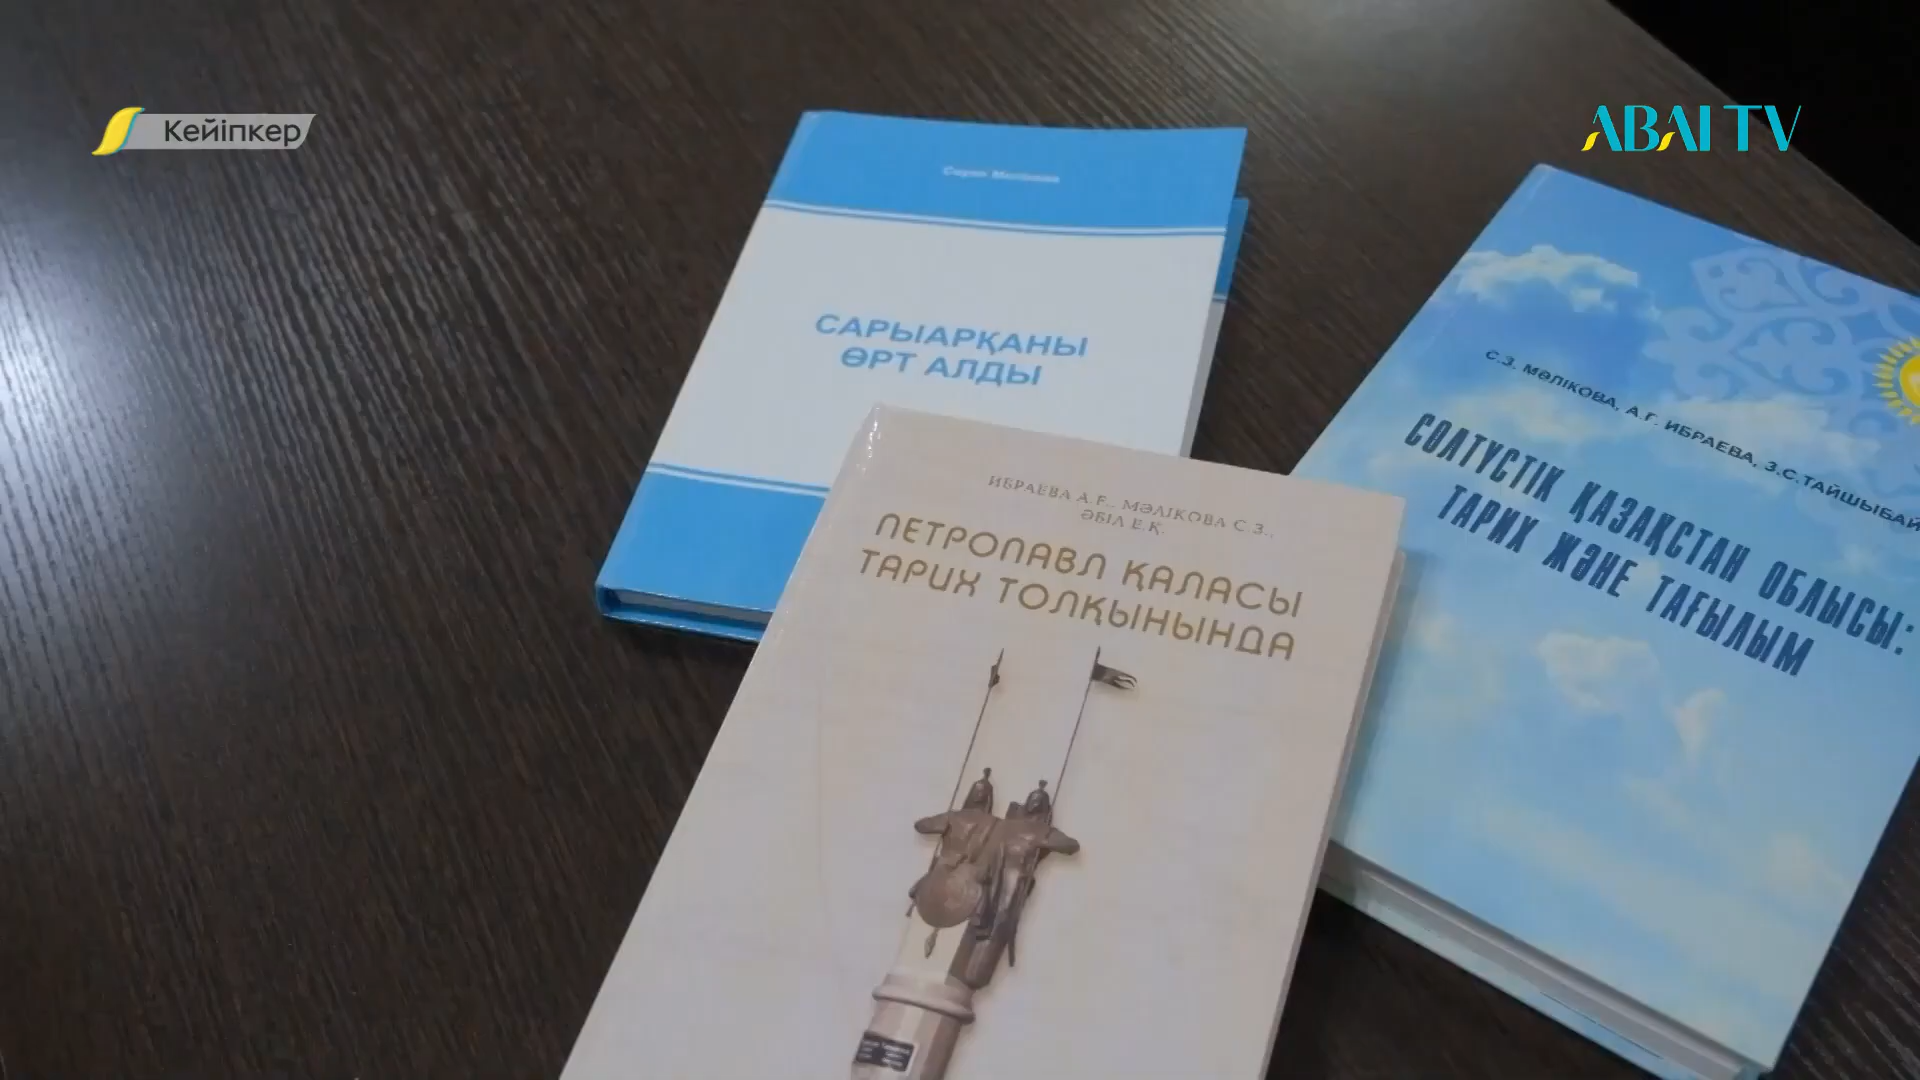 Кейіпкер
ABAI TV
САРЫАРҚАНЫ
ӨРТ АЛДЫ
ИБРАЕВА А.Ғ., МӘЛІКОВА С.З.,
ӘБІЛ Е.Қ.
ПЕТРОПАВЛ ҚАЛАСЫ
ТАРИХ ТОЛҚЫНЫНДА
С.З. МӘЛІКОВА, А.Ғ. ИБРАЕВА, З.С.ТАЙШЫБАЙ
СОЛТҮСТІК ҚАЗАҚСТАН ОБЛЫСЫ:
ТАРИХ ЖӘНЕ ТАҒЫЛЫМ